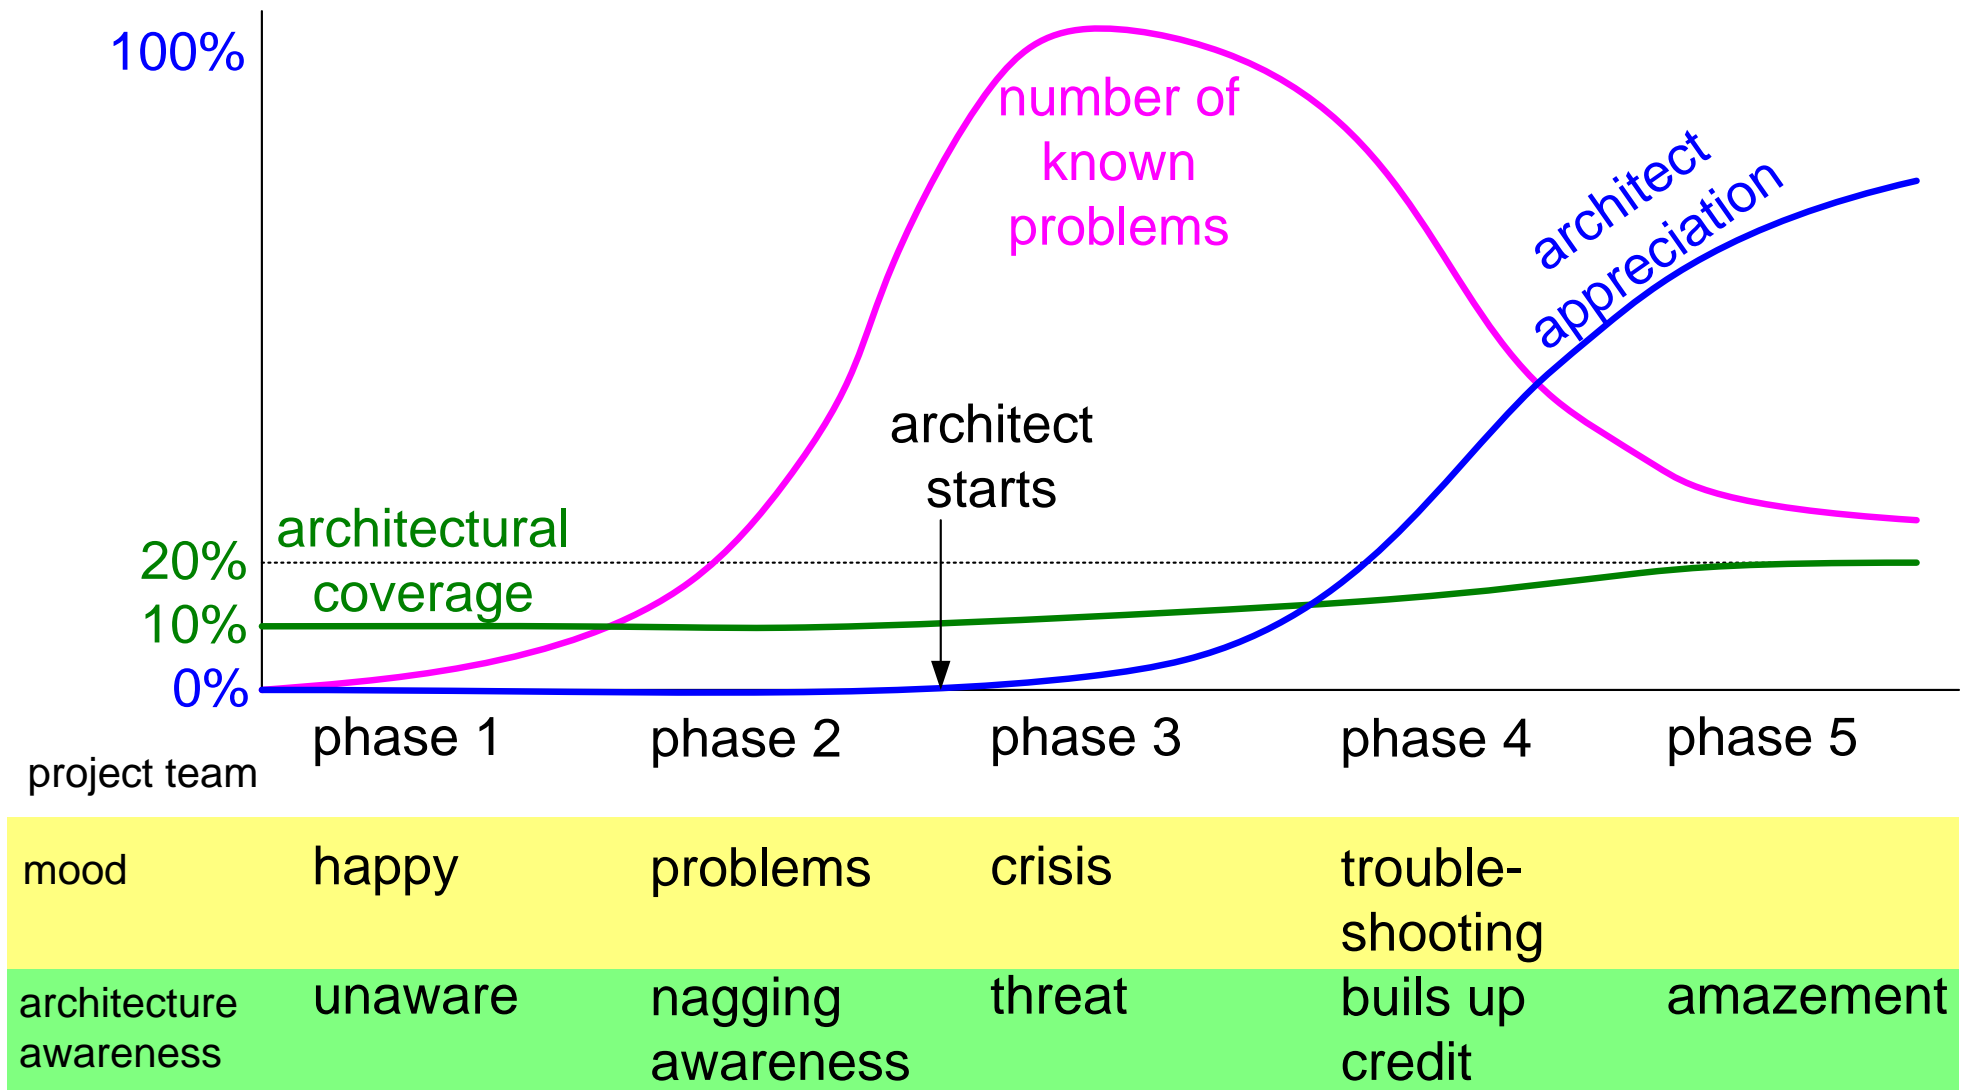 100%
number of
known
problems
architect
appreciation
architect
starts
architectural
coverage
20%
10%
0%
phase 1
phase 2
phase 3
phase 4
phase 5
project team
mood
happy
problems
crisis
trouble-
shooting
architecture
awareness
unaware
nagging
awareness
threat
buils up
credit
amazement